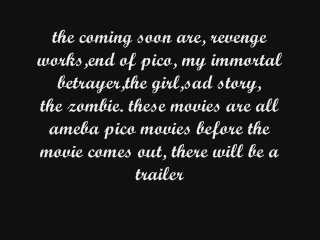 the coming soon are, revenge
works,end of pico, my immortal
betrayer,the girl,sad story,
the zombie. these movies are all
ameba pico movies before the
movie comes out, there will be a
trailer